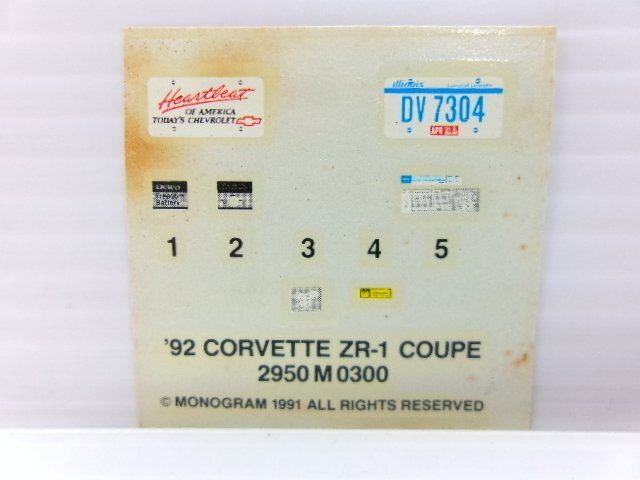 Heartbeat
OF AMERICA
TODAY'S CHEVROLET
Illinois
DV 7304
APR
Battery
1 2 3 4 5
'92 CORVETTE ZR-1 COUPE
2950 M 0300
© MONOGRAM 1991 ALL RIGHTS RESERVED